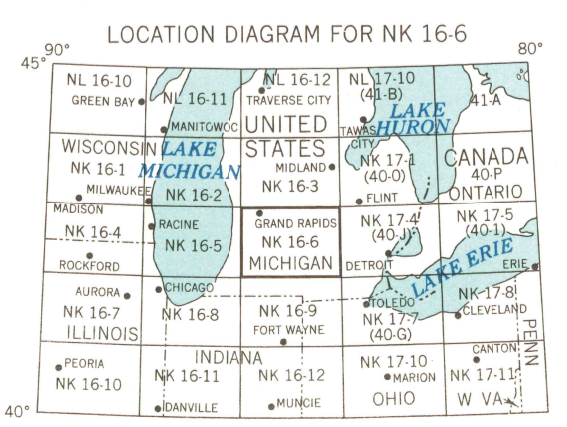 LOCATION DIAGRAM FOR NK 16-6
90°
80°
45°
NL 16-10
NL 16-11
NL 16-12
NL 17-10
(41-B)
41-A
GREEN BAY
MANITOWOC
TRAVERSE CITY
UNITED
STATES
TAWAS
CITY
LAKE
HURON
WISCONSIN
NK 16-1
LAKE
MICHIGAN
MIDLAND
NK 16-3
NK 17-1
(40-O)
CANADA
40-P
ONTARIO
MILWAUKEE
NK 16-2
FLINT
MADISON
NK 16-4
RACINE
NK 16-5
GRAND RAPIDS
NK 16-6
MICHIGAN
NK 17-4
(40-J)
NK 17-5
(40-1)
ROCKFORD
DETROIT
LAKE ERIE
ERIE
AURORA
CHICAGO
TOLEDO
NK 17-8
CLEVELAND
NK 16-7
ILLINOIS
NK 16-8
NK 16-9
FORT WAYNE
NK 17-7
(40-G)
PENN
PEORIA
NK 16-10
INDIANA
NK 16-11
NK 16-12
NK 17-10
MARION
CANTON
NK 17-11
DANVILLE
MUNCIE
OHIO
W VA
40°